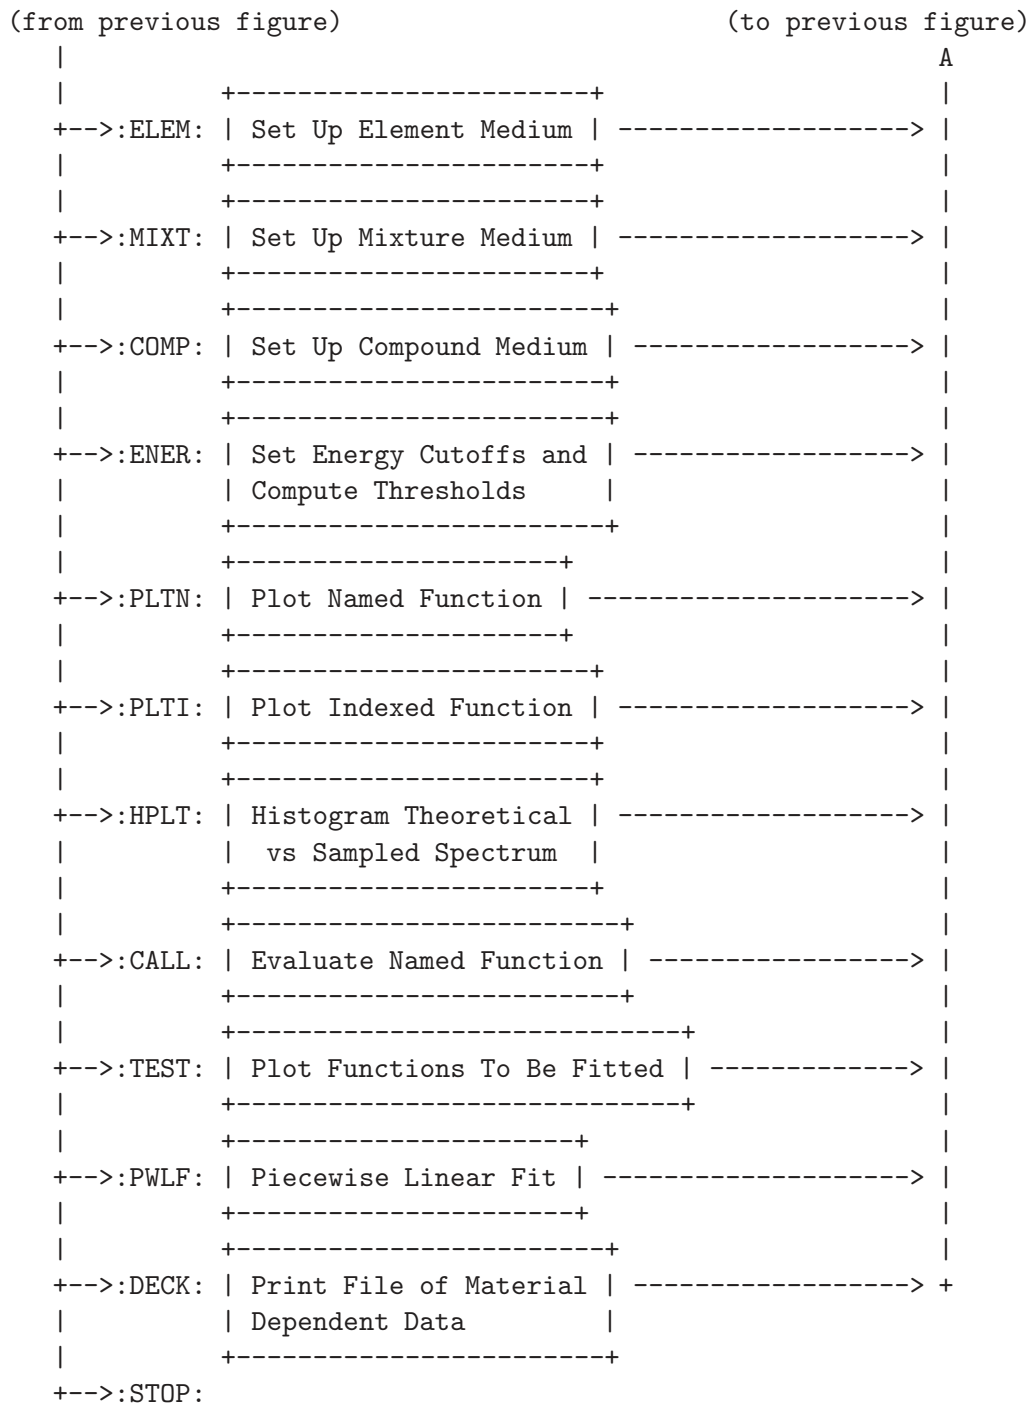 (from previous figure) (to previous figure)
| A
| +-----------------------+ |
+-->:ELEM: | Set Up Element Medium | -------------------> |
| +-----------------------+ |
| +-----------------------+ |
+-->:MIXT: | Set Up Mixture Medium | -------------------> |
| +-----------------------+ |
| +------------------------+ |
+-->:COMP: | Set Up Compound Medium | ------------------> |
| +------------------------+ |
| +------------------------+ |
+-->:ENER: | Set Energy Cutoffs and | ------------------> |
| | Compute Thresholds | |
| +------------------------+ |
| +---------------------+ |
+-->:PLTN: | Plot Named Function | ---------------------> |
| +---------------------+ |
| +-----------------------+ |
+-->:PLTI: | Plot Indexed Function | -------------------> |
| +-----------------------+ |
| +-----------------------+ |
+-->:HPLT: | Histogram Theoretical | -------------------> |
| | vs Sampled Spectrum | |
| +-----------------------+ |
| +-------------------------+ |
+-->:CALL: | Evaluate Named Function | -----------------> |
| +-------------------------+ |
| +-----------------------------+ |
+-->:TEST: | Plot Functions To Be Fitted | -------------> |
| +-----------------------------+ |
| +----------------------+ |
+-->:PWLF: | Piecewise Linear Fit | --------------------> |
| +----------------------+ |
| +------------------------+ |
+-->:DECK: | Print File of Material | ------------------> +
| | Dependent Data |
| +------------------------+
+-->:STOP: